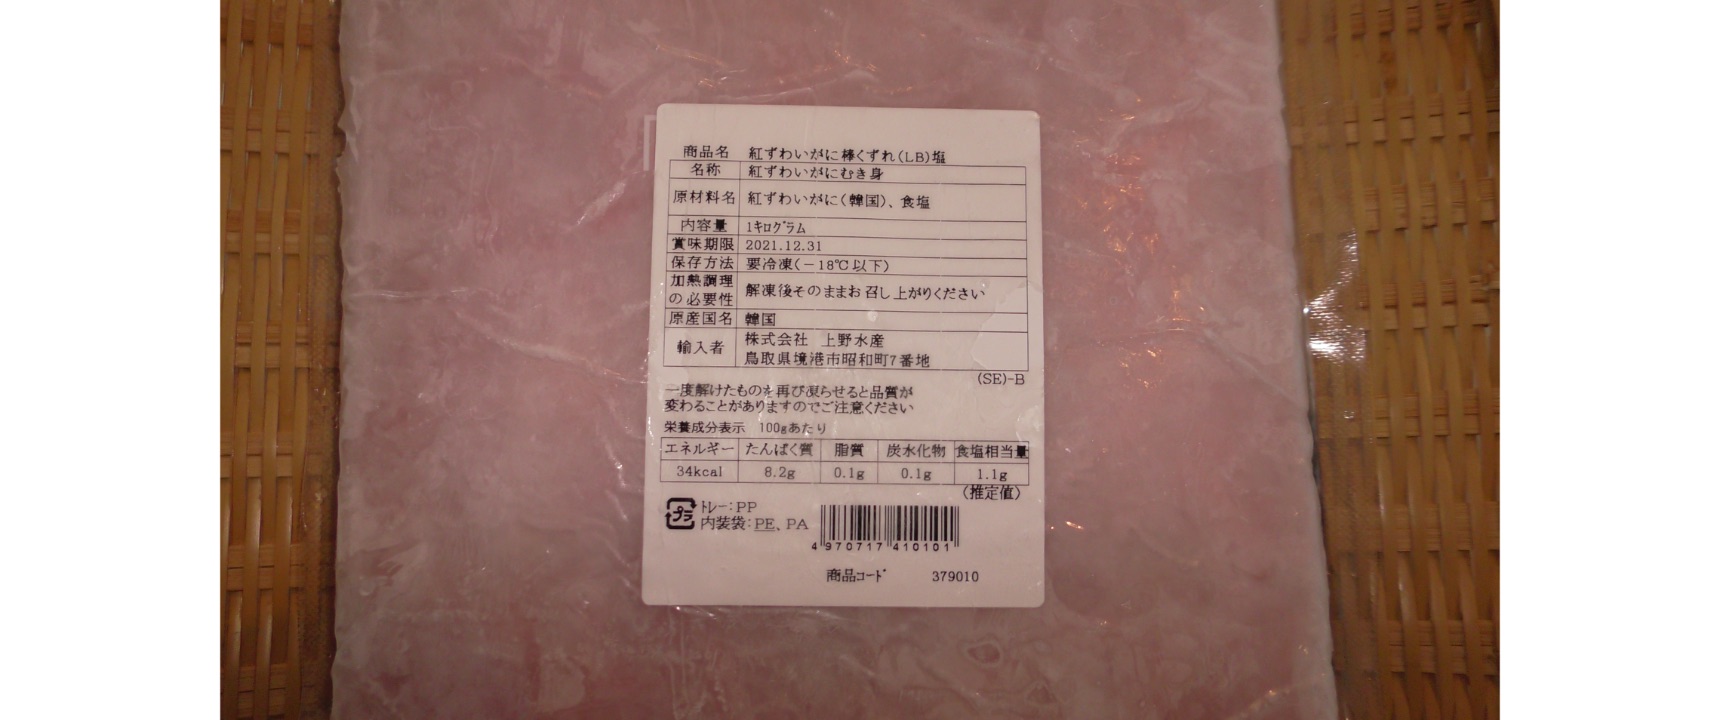 商品名 紅ずわいがに棒くずれ(LB)塩
名称 紅ずわいがにむき身
原材料名 紅ずわいがに(韓国)、食塩
内容量 1キログラム
賞味期限 2021.12.31
保存方法 要冷凍(-18℃以下)
加熱調理
の必要性 解凍後そのままお召し上がりください
原産国名 韓国
輸入者 株式会社 上野水産
鳥取県境港市昭和町7番地
(SE)-B
一度解けたものを再び凍らせると品質が
変わることがありますのでご注意ください
栄養成分表示 100gあたり
エネルギー たんぱく質 脂質 炭水化物 食塩相当量
34kcal 8.2g 0.1g 0.1g 1.1g
(推定値)
プラ トレー:PP
内装袋:PE、PA
4970717410101
商品コード 379010